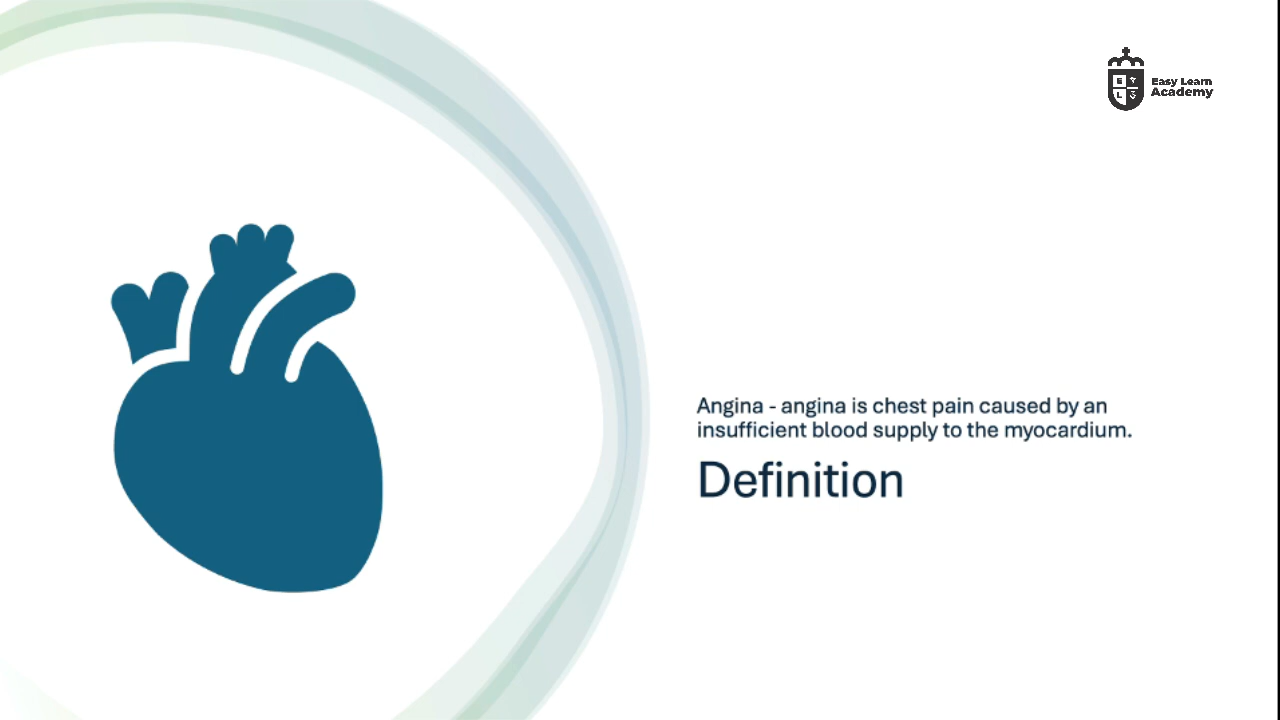 Easy Learn
Academy
Angina - angina is chest pain caused by an
insufficient blood supply to the myocardium.
Definition